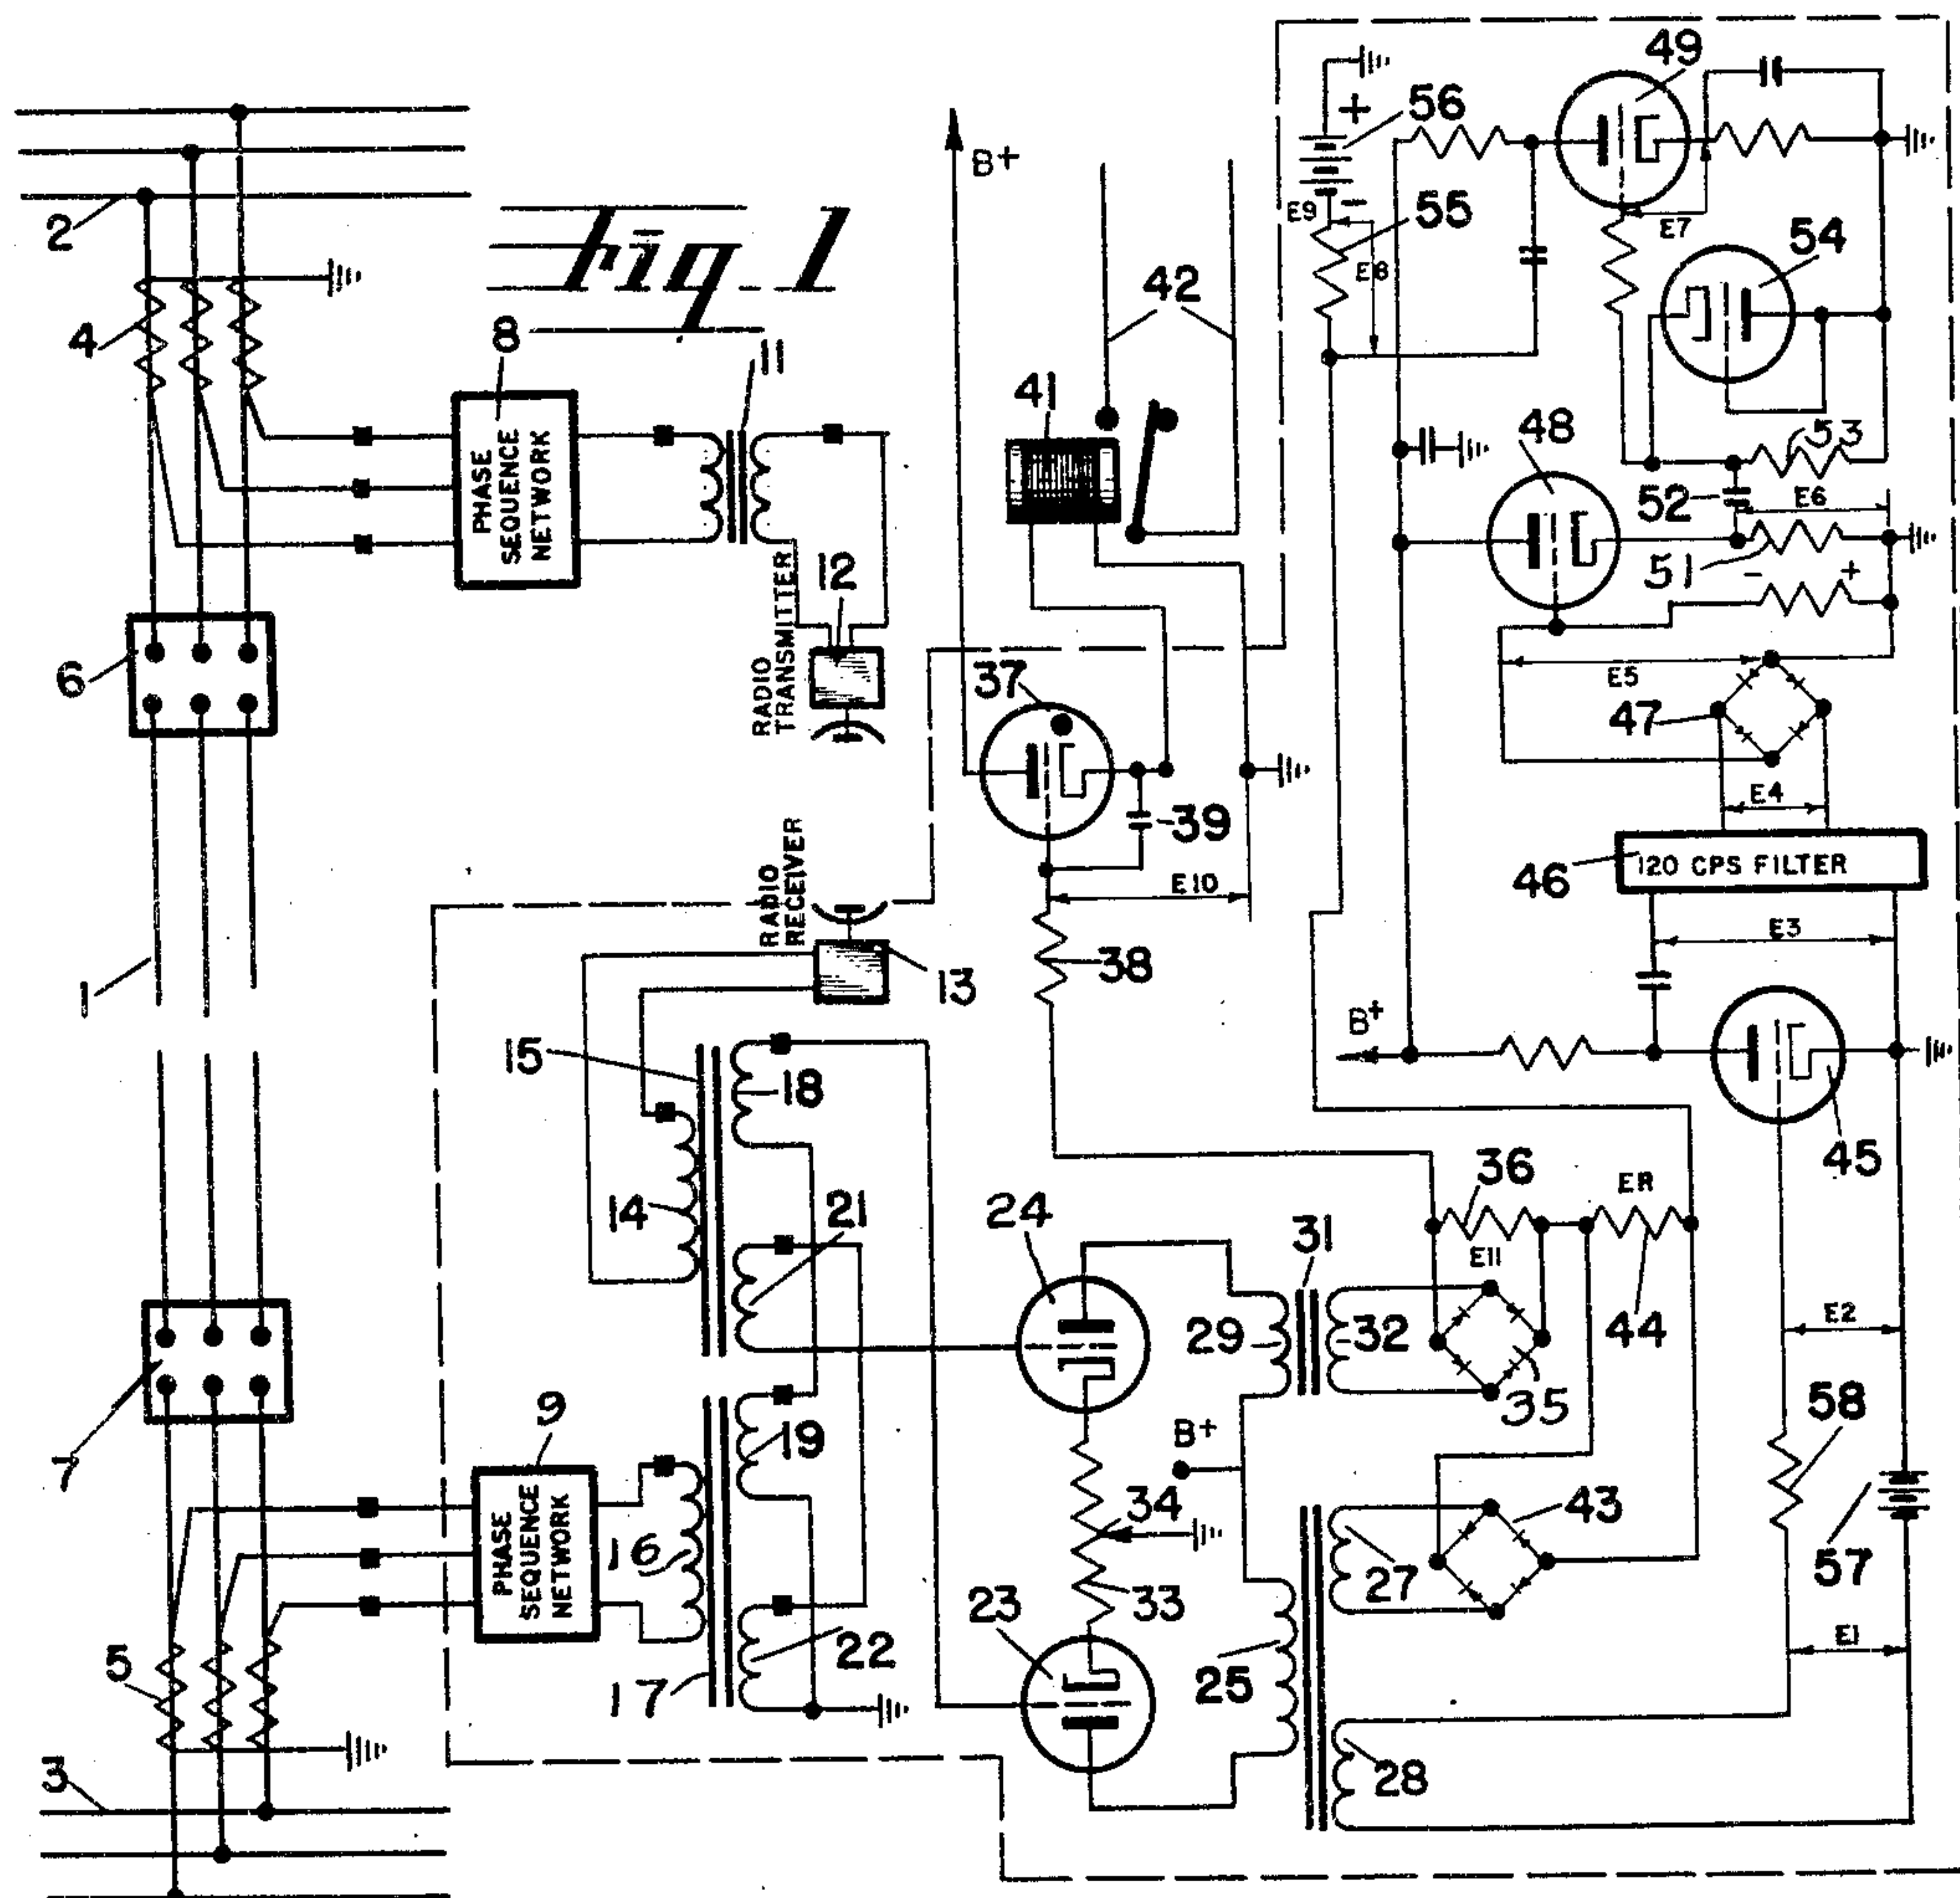 Fig 1
2
4
8
PHASE
SEQUENCE
NETWORK
11
RADIO
TRANSMITTER
12
6
1
RADIO
RECEIVER
13
15
14
18
21
7
9
PHASE
SEQUENCE
NETWORK
16
17
19
22
5
3
B+
42
41
37
39
E10
38
24
23
34
33
B+
31
29
32
25
27
28
36
E11
35
ER
44
43
56
+
E9
-
55
E8
49
E7
54
48
53
52
E6
51
-
+
E5
47
E4
46
120 CPS FILTER
E3
B+
45
E2
58
57
E1